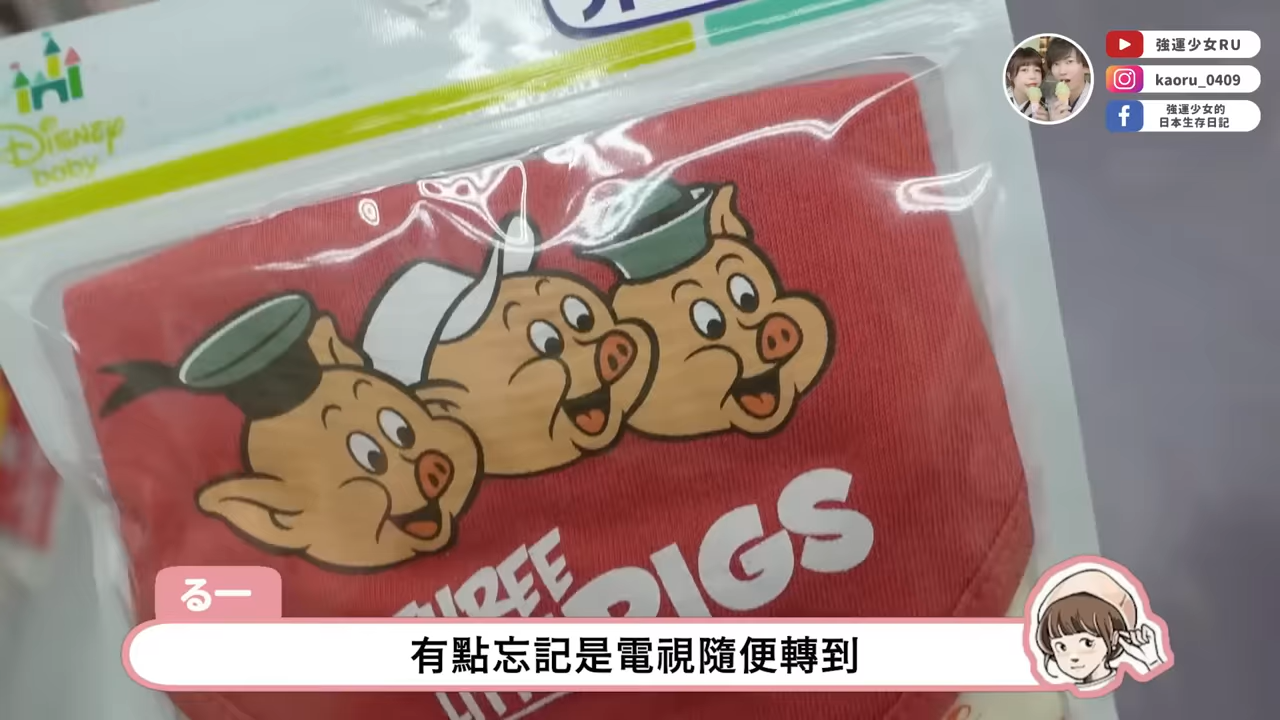 DISNEY
baby
強運少女RU
kaoru_0409
強運少女的
日本生存日記
THREE
LITTLE PIGS
るー
有點忘記是電視隨便轉到